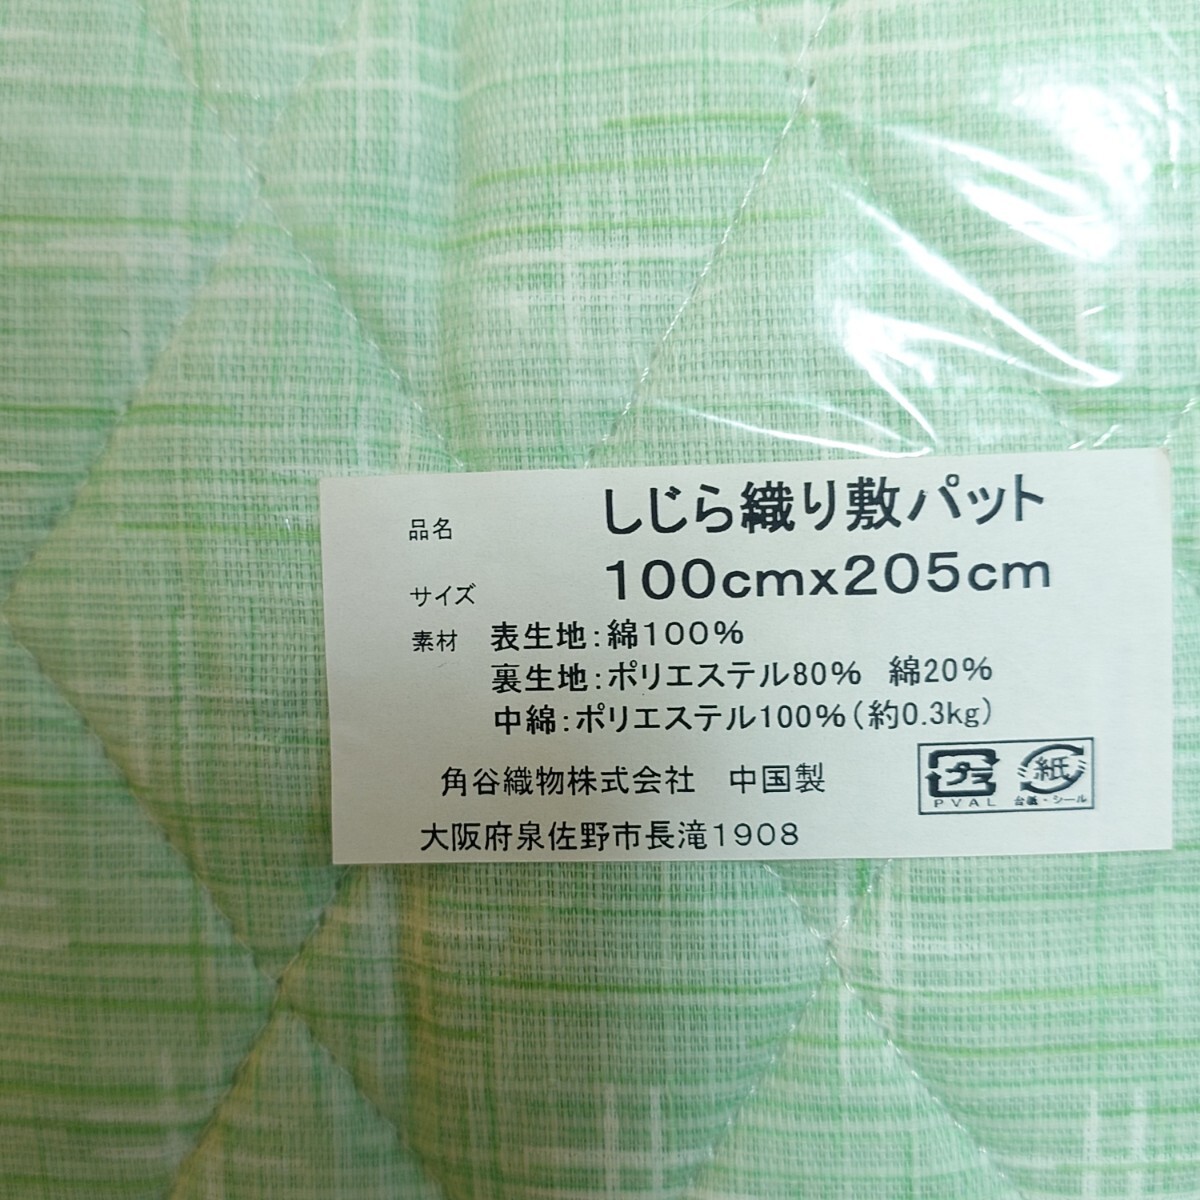 品名 しじら織り敷パット
サイズ 100cmx205cm
素材 表生地：綿100％
裏生地：ポリエステル80％ 綿20％
中綿：ポリエステル100％（約0.3kg）
角谷織物株式会社 中国製
大阪府泉佐野市長滝1908
プラ 紙
PVAL 台紙・シール